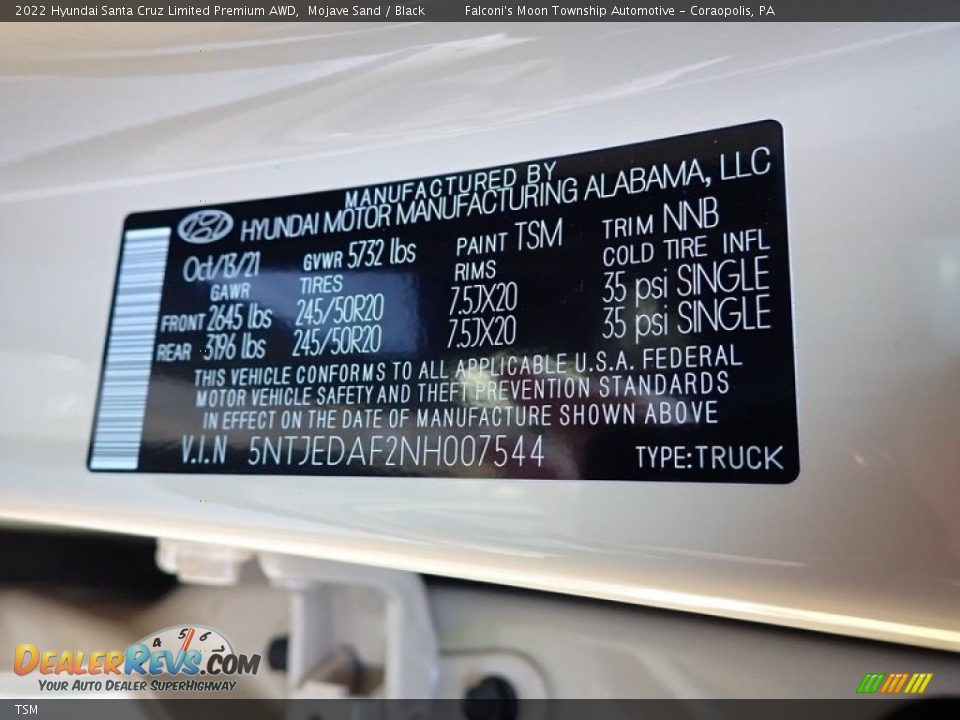 2022 Hyundai Santa Cruz Limited Premium AWD, Mojave Sand / Black Falconi's Moon Township Automotive - Coraopolis, PA
MANUFACTURED BY
HYUNDAI MOTOR MANUFACTURING ALABAMA, LLC
Oct/13/21 GVWR 5732 lbs PAINT TSM TRIM NNB
GAWR TIRES RIMS COLD TIRE INFL
FRONT 2645 lbs 245/50R20 7.5JX20 35 psi SINGLE
REAR 3196 lbs 245/50R20 7.5JX20 35 psi SINGLE
THIS VEHICLE CONFORMS TO ALL APPLICABLE U.S.A. FEDERAL
MOTOR VEHICLE SAFETY AND THEFT PREVENTION STANDARDS
IN EFFECT ON THE DATE OF MANUFACTURE SHOWN ABOVE
V.I.N 5NTJEDAF2NH007544 TYPE:TRUCK
4 5 6
DEALERREVS.COM
YOUR AUTO DEALER SUPERHIGHWAY
TSM